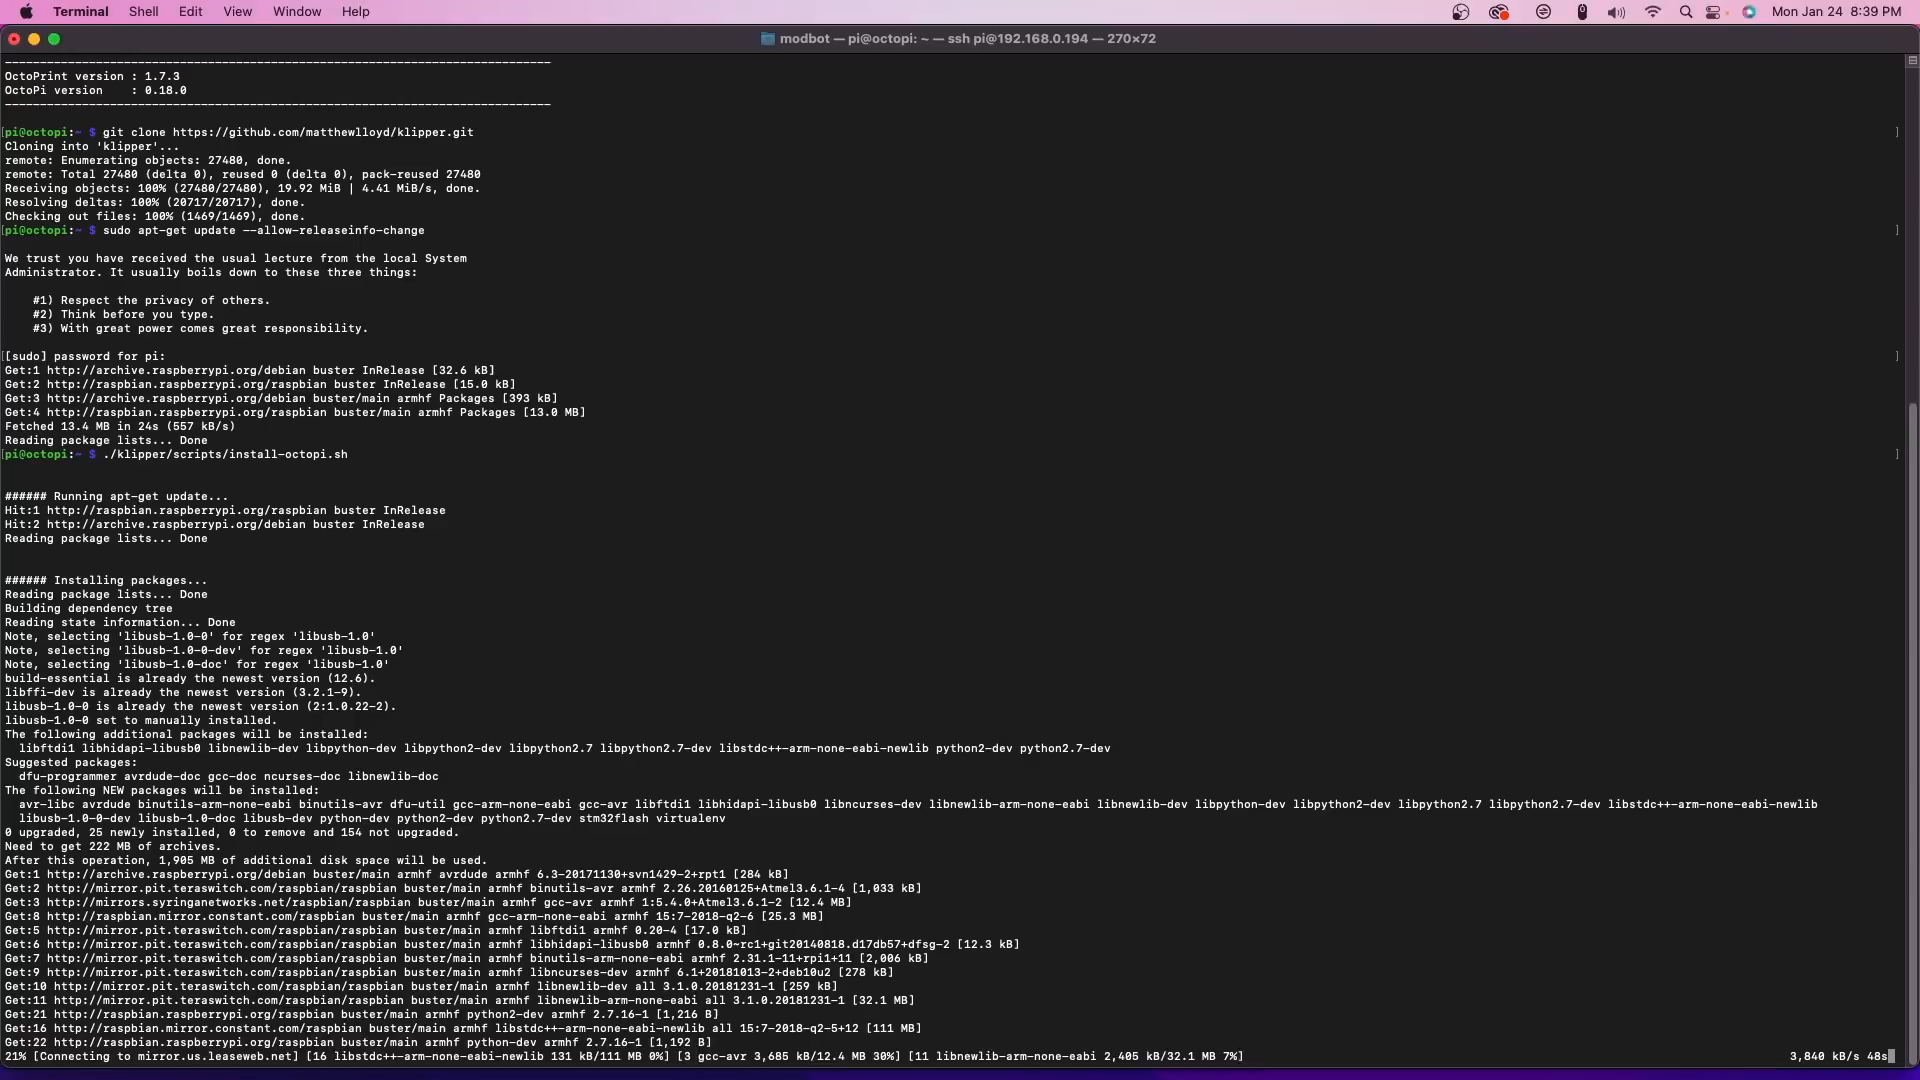 Terminal Shell Edit View Window Help Mon Jan 24 8:39 PM
modbot — pi@octopi: ~ — ssh pi@192.168.0.194 — 270×72
------------------------------------------------------------------------------
OctoPrint version : 1.7.3
OctoPi version    : 0.18.0
------------------------------------------------------------------------------
[pi@octopi:~ $ git clone https://github.com/matthewlloyd/klipper.git ]
Cloning into 'klipper'...
remote: Enumerating objects: 27480, done.
remote: Total 27480 (delta 0), reused 0 (delta 0), pack-reused 27480
Receiving objects: 100% (27480/27480), 19.92 MiB | 4.41 MiB/s, done.
Resolving deltas: 100% (20717/20717), done.
Checking out files: 100% (1469/1469), done.
[pi@octopi:~ $ sudo apt-get update --allow-releaseinfo-change ]
We trust you have received the usual lecture from the local System
Administrator. It usually boils down to these three things:
#1) Respect the privacy of others.
#2) Think before you type.
#3) With great power comes great responsibility.
[[sudo] password for pi: ]
Get:1 http://archive.raspberrypi.org/debian buster InRelease [32.6 kB]
Get:2 http://raspbian.raspberrypi.org/raspbian buster InRelease [15.0 kB]
Get:3 http://archive.raspberrypi.org/debian buster/main armhf Packages [393 kB]
Get:4 http://raspbian.raspberrypi.org/raspbian buster/main armhf Packages [13.0 MB]
Fetched 13.4 MB in 24s (557 kB/s)
Reading package lists... Done
[pi@octopi:~ $ ./klipper/scripts/install-octopi.sh ]
###### Running apt-get update...
Hit:1 http://raspbian.raspberrypi.org/raspbian buster InRelease
Hit:2 http://archive.raspberrypi.org/debian buster InRelease
Reading package lists... Done
###### Installing packages...
Reading package lists... Done
Building dependency tree
Reading state information... Done
Note, selecting 'libusb-1.0-0' for regex 'libusb-1.0'
Note, selecting 'libusb-1.0-0-dev' for regex 'libusb-1.0'
Note, selecting 'libusb-1.0-doc' for regex 'libusb-1.0'
build-essential is already the newest version (12.6).
libffi-dev is already the newest version (3.2.1-9).
libusb-1.0-0 is already the newest version (2:1.0.22-2).
libusb-1.0-0 set to manually installed.
The following additional packages will be installed:
libftdi1 libhidapi-libusb0 libnewlib-dev libpython-dev libpython2-dev libpython2.7 libpython2.7-dev libstdc++-arm-none-eabi-newlib python2-dev python2.7-dev
Suggested packages:
dfu-programmer avrdude-doc gcc-doc ncurses-doc libnewlib-doc
The following NEW packages will be installed:
avr-libc avrdude binutils-arm-none-eabi binutils-avr dfu-util gcc-arm-none-eabi gcc-avr libftdi1 libhidapi-libusb0 libncurses-dev libnewlib-arm-none-eabi libnewlib-dev libpython-dev libpython2-dev libpython2.7 libpython2.7-dev libstdc++-arm-none-eabi-newlib
libusb-1.0-0-dev libusb-1.0-doc libusb-dev python-dev python2-dev python2.7-dev stm32flash virtualenv
0 upgraded, 25 newly installed, 0 to remove and 154 not upgraded.
Need to get 222 MB of archives.
After this operation, 1,905 MB of additional disk space will be used.
Get:1 http://archive.raspberrypi.org/debian buster/main armhf avrdude armhf 6.3-20171130+svn1429-2+rpt1 [284 kB]
Get:2 http://mirror.pit.teraswitch.com/raspbian/raspbian buster/main armhf binutils-avr armhf 2.26.20160125+Atmel3.6.1-4 [1,033 kB]
Get:3 http://mirrors.syringanetworks.net/raspbian/raspbian buster/main armhf gcc-avr armhf 1:5.4.0+Atmel3.6.1-2 [12.4 MB]
Get:8 http://raspbian.mirror.constant.com/raspbian buster/main armhf gcc-arm-none-eabi armhf 15:7-2018-q2-6 [25.3 MB]
Get:5 http://mirror.pit.teraswitch.com/raspbian/raspbian buster/main armhf libftdi1 armhf 0.20-4 [17.0 kB]
Get:6 http://mirror.pit.teraswitch.com/raspbian/raspbian buster/main armhf libhidapi-libusb0 armhf 0.8.0~rc1+git20140818.d17db57+dfsg-2 [12.3 kB]
Get:7 http://mirror.pit.teraswitch.com/raspbian/raspbian buster/main armhf binutils-arm-none-eabi armhf 2.31.1-11+rpi1+11 [2,006 kB]
Get:9 http://mirror.pit.teraswitch.com/raspbian/raspbian buster/main armhf libncurses-dev armhf 6.1+20181013-2+deb10u2 [278 kB]
Get:10 http://mirror.pit.teraswitch.com/raspbian/raspbian buster/main armhf libnewlib-dev all 3.1.0.20181231-1 [259 kB]
Get:11 http://mirror.pit.teraswitch.com/raspbian/raspbian buster/main armhf libnewlib-arm-none-eabi all 3.1.0.20181231-1 [32.1 MB]
Get:21 http://raspbian.raspberrypi.org/raspbian buster/main armhf python2-dev armhf 2.7.16-1 [1,216 B]
Get:16 http://raspbian.mirror.constant.com/raspbian buster/main armhf libstdc++-arm-none-eabi-newlib all 15:7-2018-q2-5+12 [111 MB]
Get:22 http://raspbian.raspberrypi.org/raspbian buster/main armhf python-dev armhf 2.7.16-1 [1,192 B]
21% [Connecting to mirror.us.leaseweb.net] [16 libstdc++-arm-none-eabi-newlib 131 kB/111 MB 0%] [3 gcc-avr 3,685 kB/12.4 MB 30%] [11 libnewlib-arm-none-eabi 2,405 kB/32.1 MB 7%] 3,840 kB/s 48s